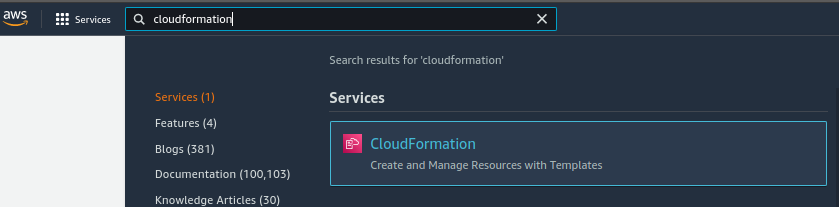 aws
Services
cloudformation
Search results for 'cloudformation'
Services (1)
Features (4)
Blogs (381)
Documentation (100,103)
Knowledge Articles (30)
Services
CloudFormation
Create and Manage Resources with Templates